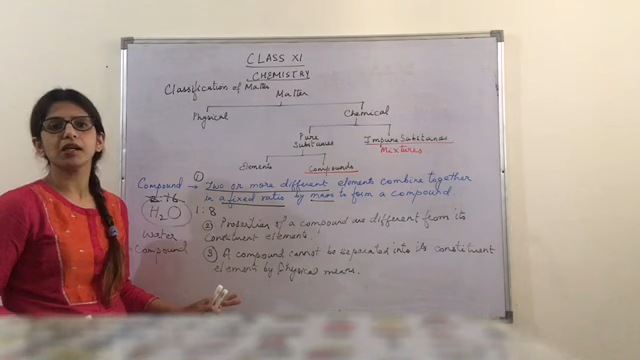 CLASS XI
CHEMISTRY
Classification of Matter
Matter
Physical
Chemical
Pure Substances
Impure Substances
Mixtures
Elements
Compounds
Compound → ① Two or more different elements combine together
in a fixed ratio by mass to form a compound.
2:16
H₂O 1:8
Water
Compound
② Properties of a compound are different from its
constituent elements.
③ A compound cannot be separated into its constituent
element by Physical means.